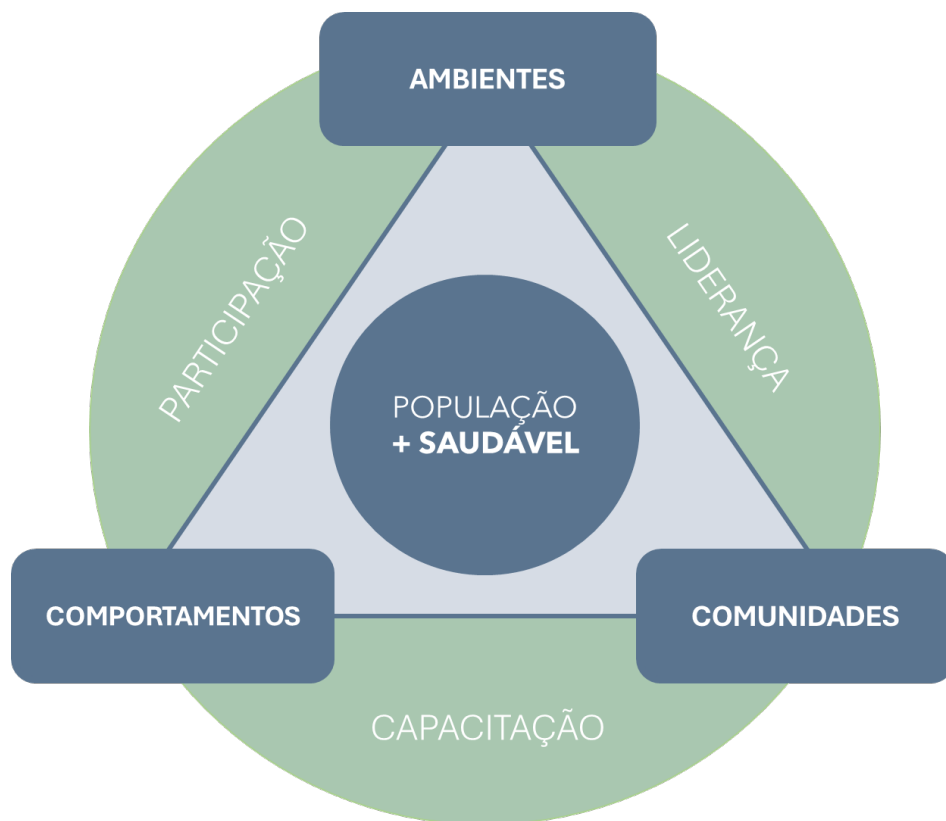 AMBIENTES
PARTICIPAÇÃO
LIDERANÇA
POPULAÇÃO
+ SAUDÁVEL
COMPORTAMENTOS
COMUNIDADES
CAPACITAÇÃO